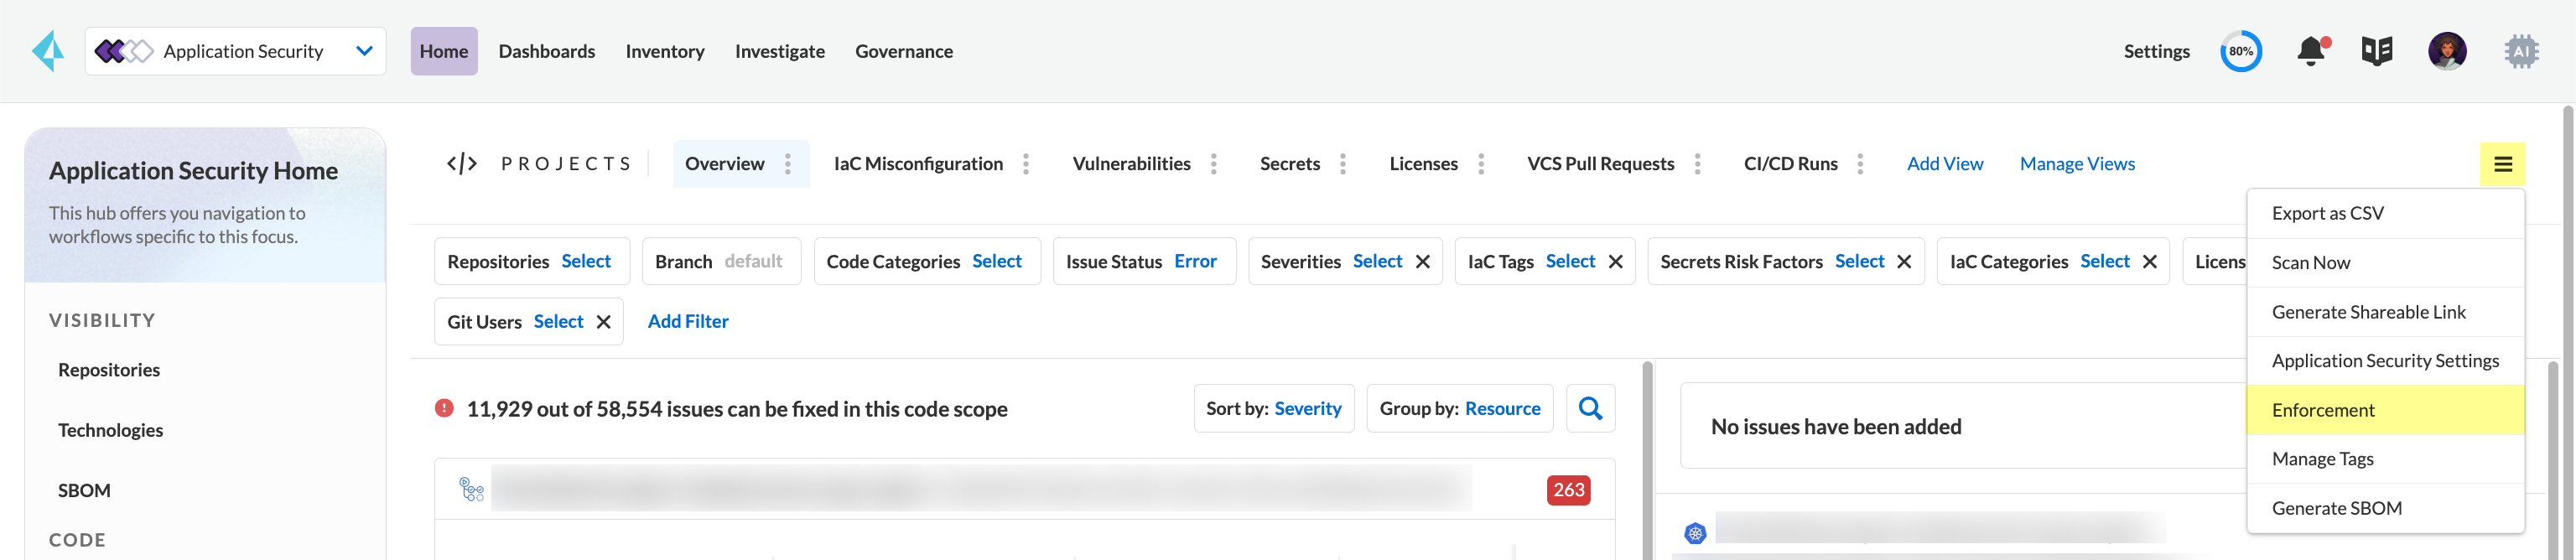 Application Security
Home
Dashboards
Inventory
Investigate
Governance
Settings
80%
AI
Application Security Home
This hub offers you navigation to
workflows specific to this focus.
VISIBILITY
Repositories
Technologies
SBOM
CODE
</> PROJECTS
Overview
IaC Misconfiguration
Vulnerabilities
Secrets
Licenses
VCS Pull Requests
CI/CD Runs
Add View
Manage Views
Repositories Select
Branch default
Code Categories Select
Issue Status Error
Severities Select
IaC Tags Select
Secrets Risk Factors Select
IaC Categories Select
Licens
Git Users Select
Add Filter
Export as CSV
Scan Now
Generate Shareable Link
Application Security Settings
Enforcement
Manage Tags
Generate SBOM
11,929 out of 58,554 issues can be fixed in this code scope
Sort by: Severity
Group by: Resource
263
No issues have been added